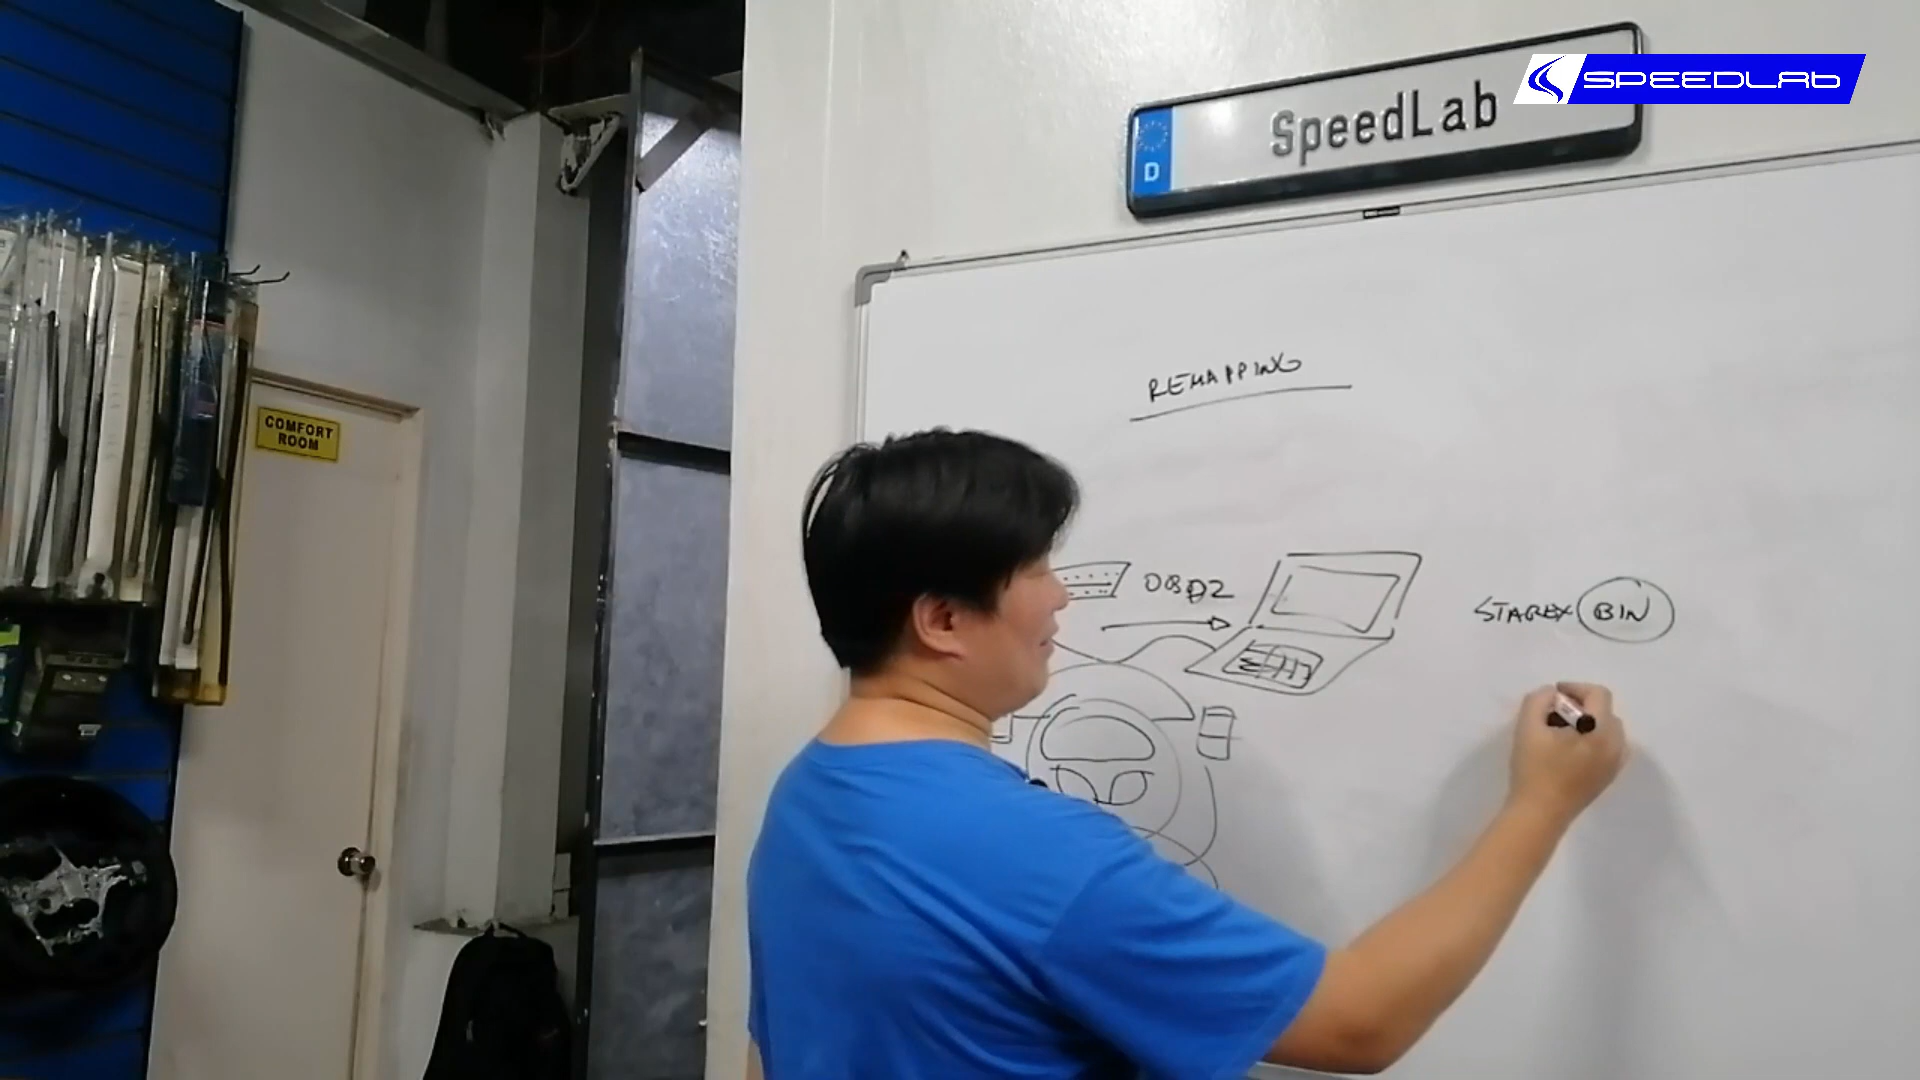 SPEEDLAB
SpeedLab
D
COMFORT
ROOM
REMAPPING
OBD2
STAREX BIN